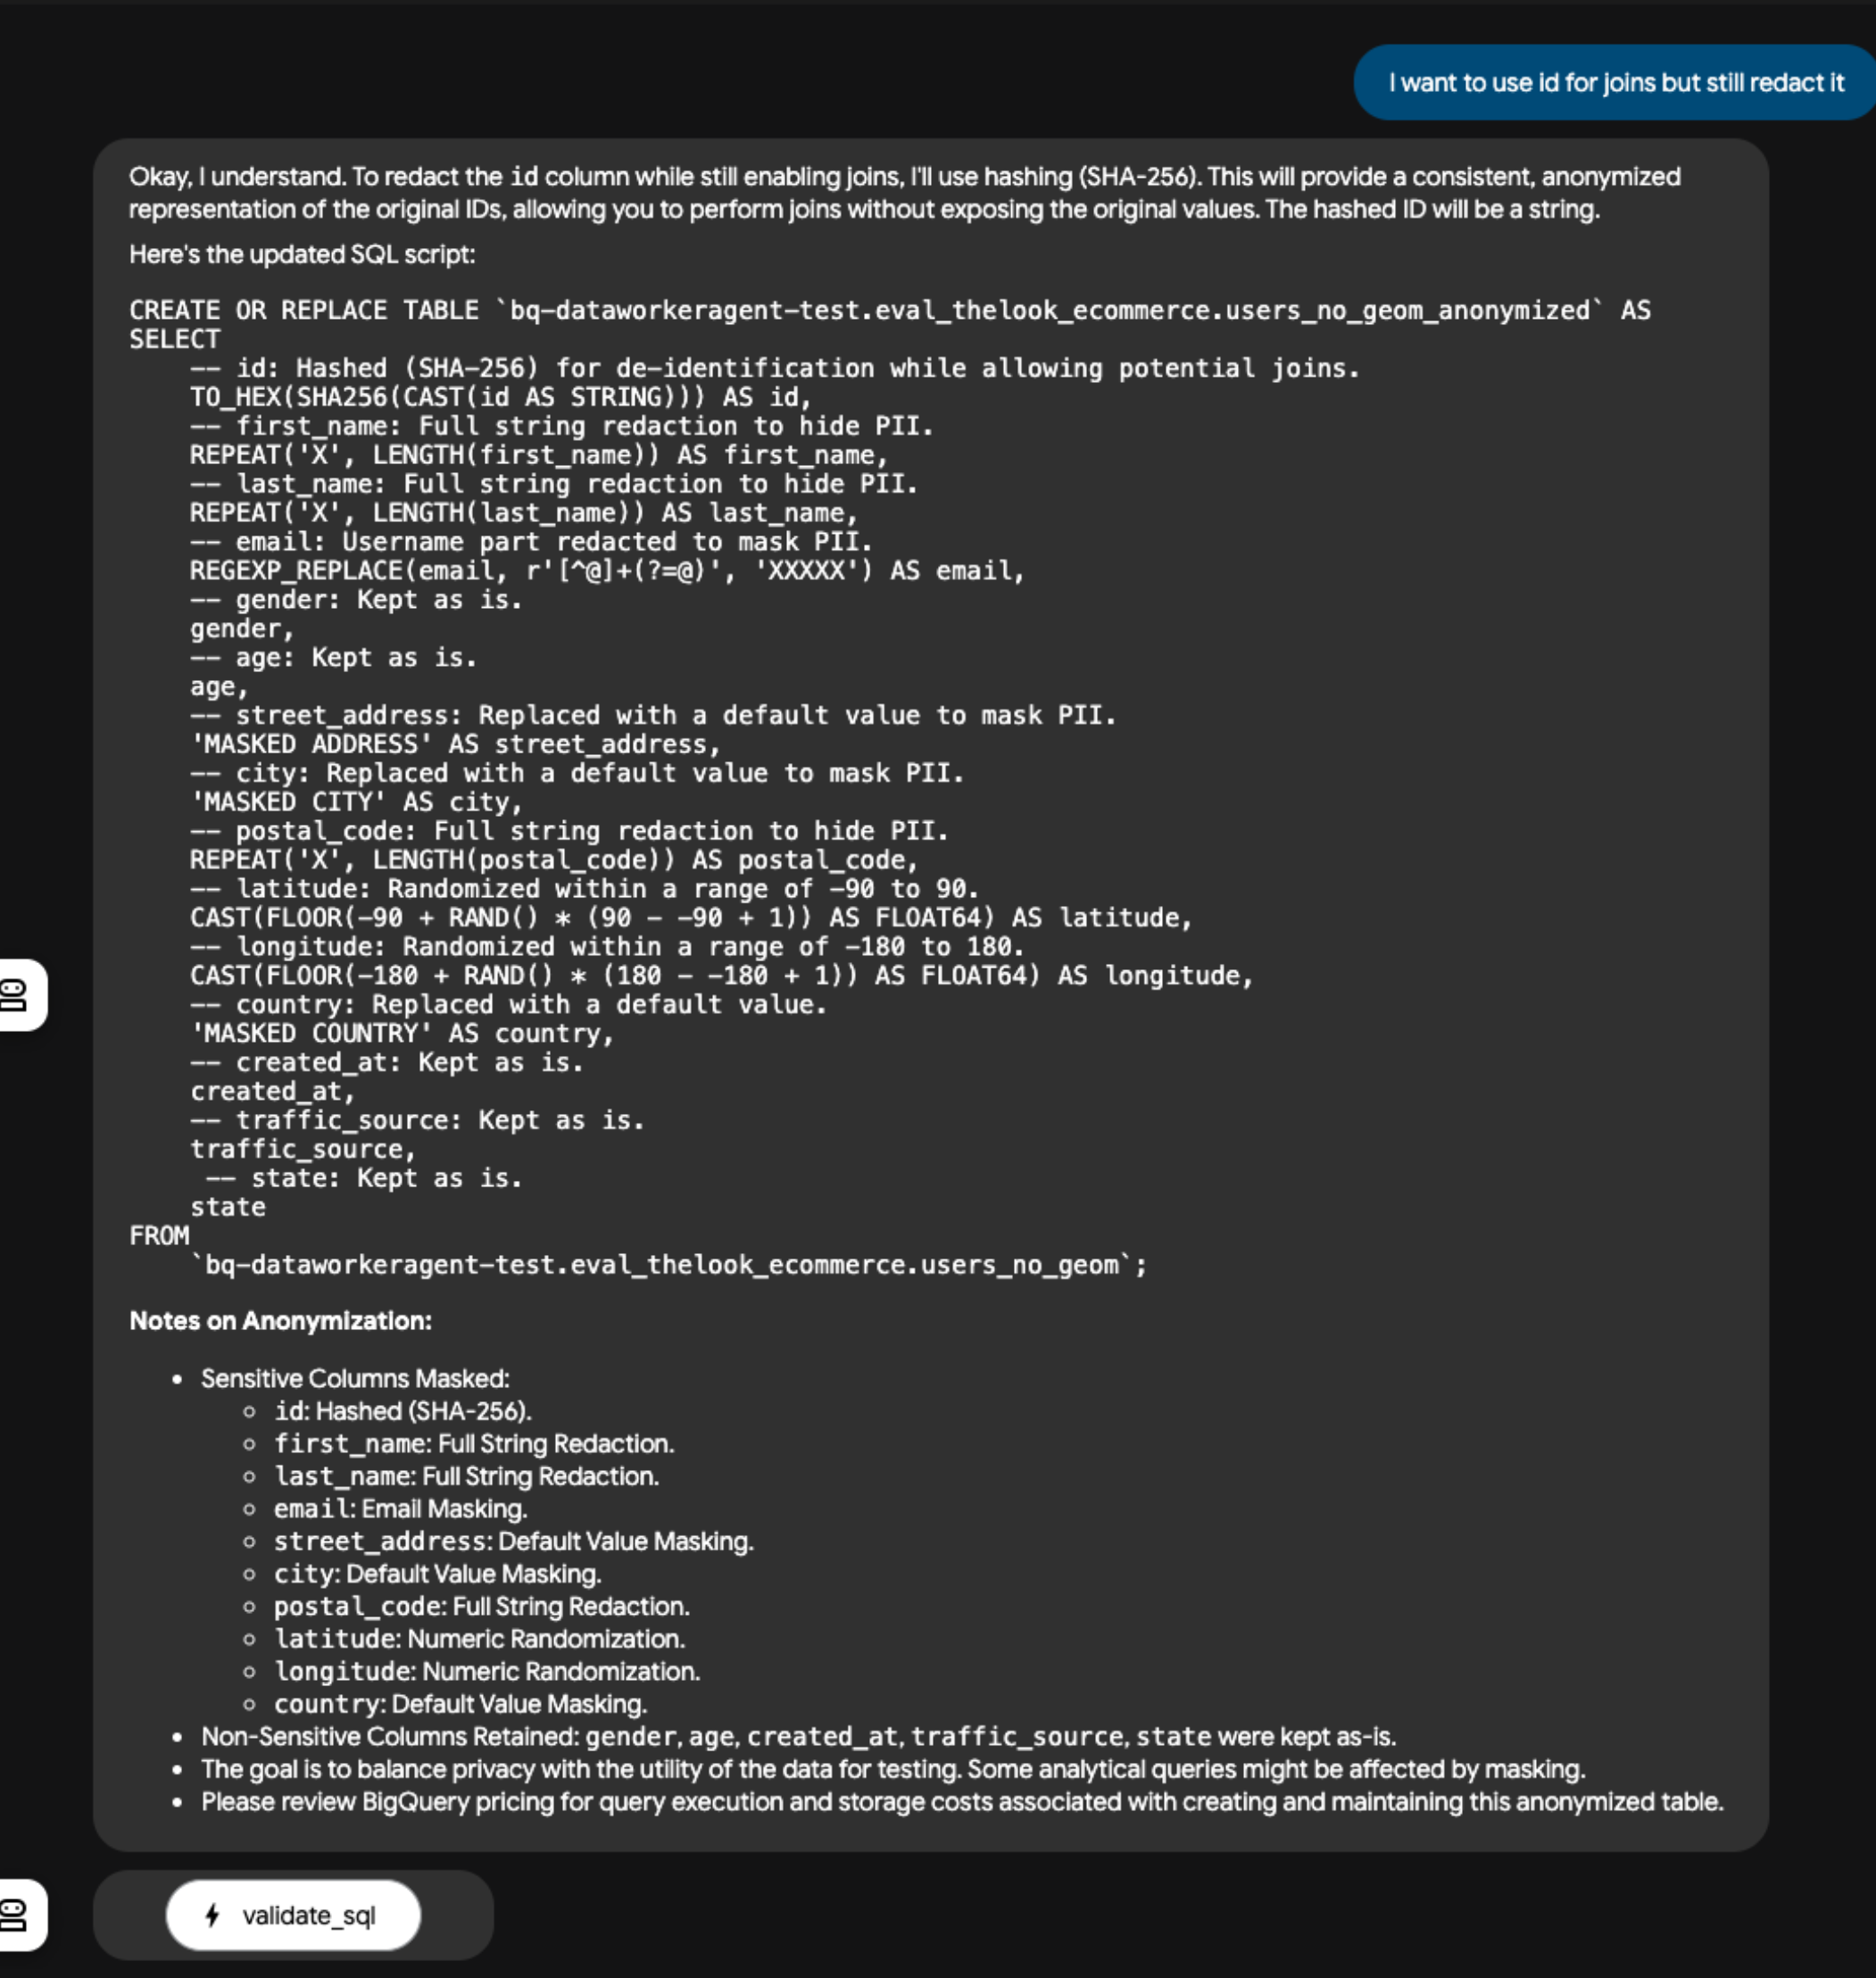 I want to use id for joins but still redact it
Okay, I understand. To redact the id column while still enabling joins, I'll use hashing (SHA-256). This will provide a consistent, anonymized
representation of the original IDs, allowing you to perform joins without exposing the original values. The hashed ID will be a string.
Here's the updated SQL script:
CREATE OR REPLACE TABLE `bq-dataworkeragent-test.eval_thelook_ecommerce.users_no_geom_anonymized` AS
SELECT
    -- id: Hashed (SHA-256) for de-identification while allowing potential joins.
    TO_HEX(SHA256(CAST(id AS STRING))) AS id,
    -- first_name: Full string redaction to hide PII.
    REPEAT('X', LENGTH(first_name)) AS first_name,
    -- last_name: Full string redaction to hide PII.
    REPEAT('X', LENGTH(last_name)) AS last_name,
    -- email: Username part redacted to mask PII.
    REGEXP_REPLACE(email, r'[^@]+(?=@)', 'XXXXX') AS email,
    -- gender: Kept as is.
    gender,
    -- age: Kept as is.
    age,
    -- street_address: Replaced with a default value to mask PII.
    'MASKED ADDRESS' AS street_address,
    -- city: Replaced with a default value to mask PII.
    'MASKED CITY' AS city,
    -- postal_code: Full string redaction to hide PII.
    REPEAT('X', LENGTH(postal_code)) AS postal_code,
    -- latitude: Randomized within a range of -90 to 90.
    CAST(FLOOR(-90 + RAND() * (90 - -90 + 1)) AS FLOAT64) AS latitude,
    -- longitude: Randomized within a range of -180 to 180.
    CAST(FLOOR(-180 + RAND() * (180 - -180 + 1)) AS FLOAT64) AS longitude,
    -- country: Replaced with a default value.
    'MASKED COUNTRY' AS country,
    -- created_at: Kept as is.
    created_at,
    -- traffic_source: Kept as is.
    traffic_source,
     -- state: Kept as is.
    state
FROM
    `bq-dataworkeragent-test.eval_thelook_ecommerce.users_no_geom`;
Notes on Anonymization:
• Sensitive Columns Masked:
○ id: Hashed (SHA-256).
○ first_name: Full String Redaction.
○ last_name: Full String Redaction.
○ email: Email Masking.
○ street_address: Default Value Masking.
○ city: Default Value Masking.
○ postal_code: Full String Redaction.
○ latitude: Numeric Randomization.
○ longitude: Numeric Randomization.
○ country: Default Value Masking.
• Non-Sensitive Columns Retained: gender, age, created_at, traffic_source, state were kept as-is.
• The goal is to balance privacy with the utility of the data for testing. Some analytical queries might be affected by masking.
• Please review BigQuery pricing for query execution and storage costs associated with creating and maintaining this anonymized table.
validate_sql